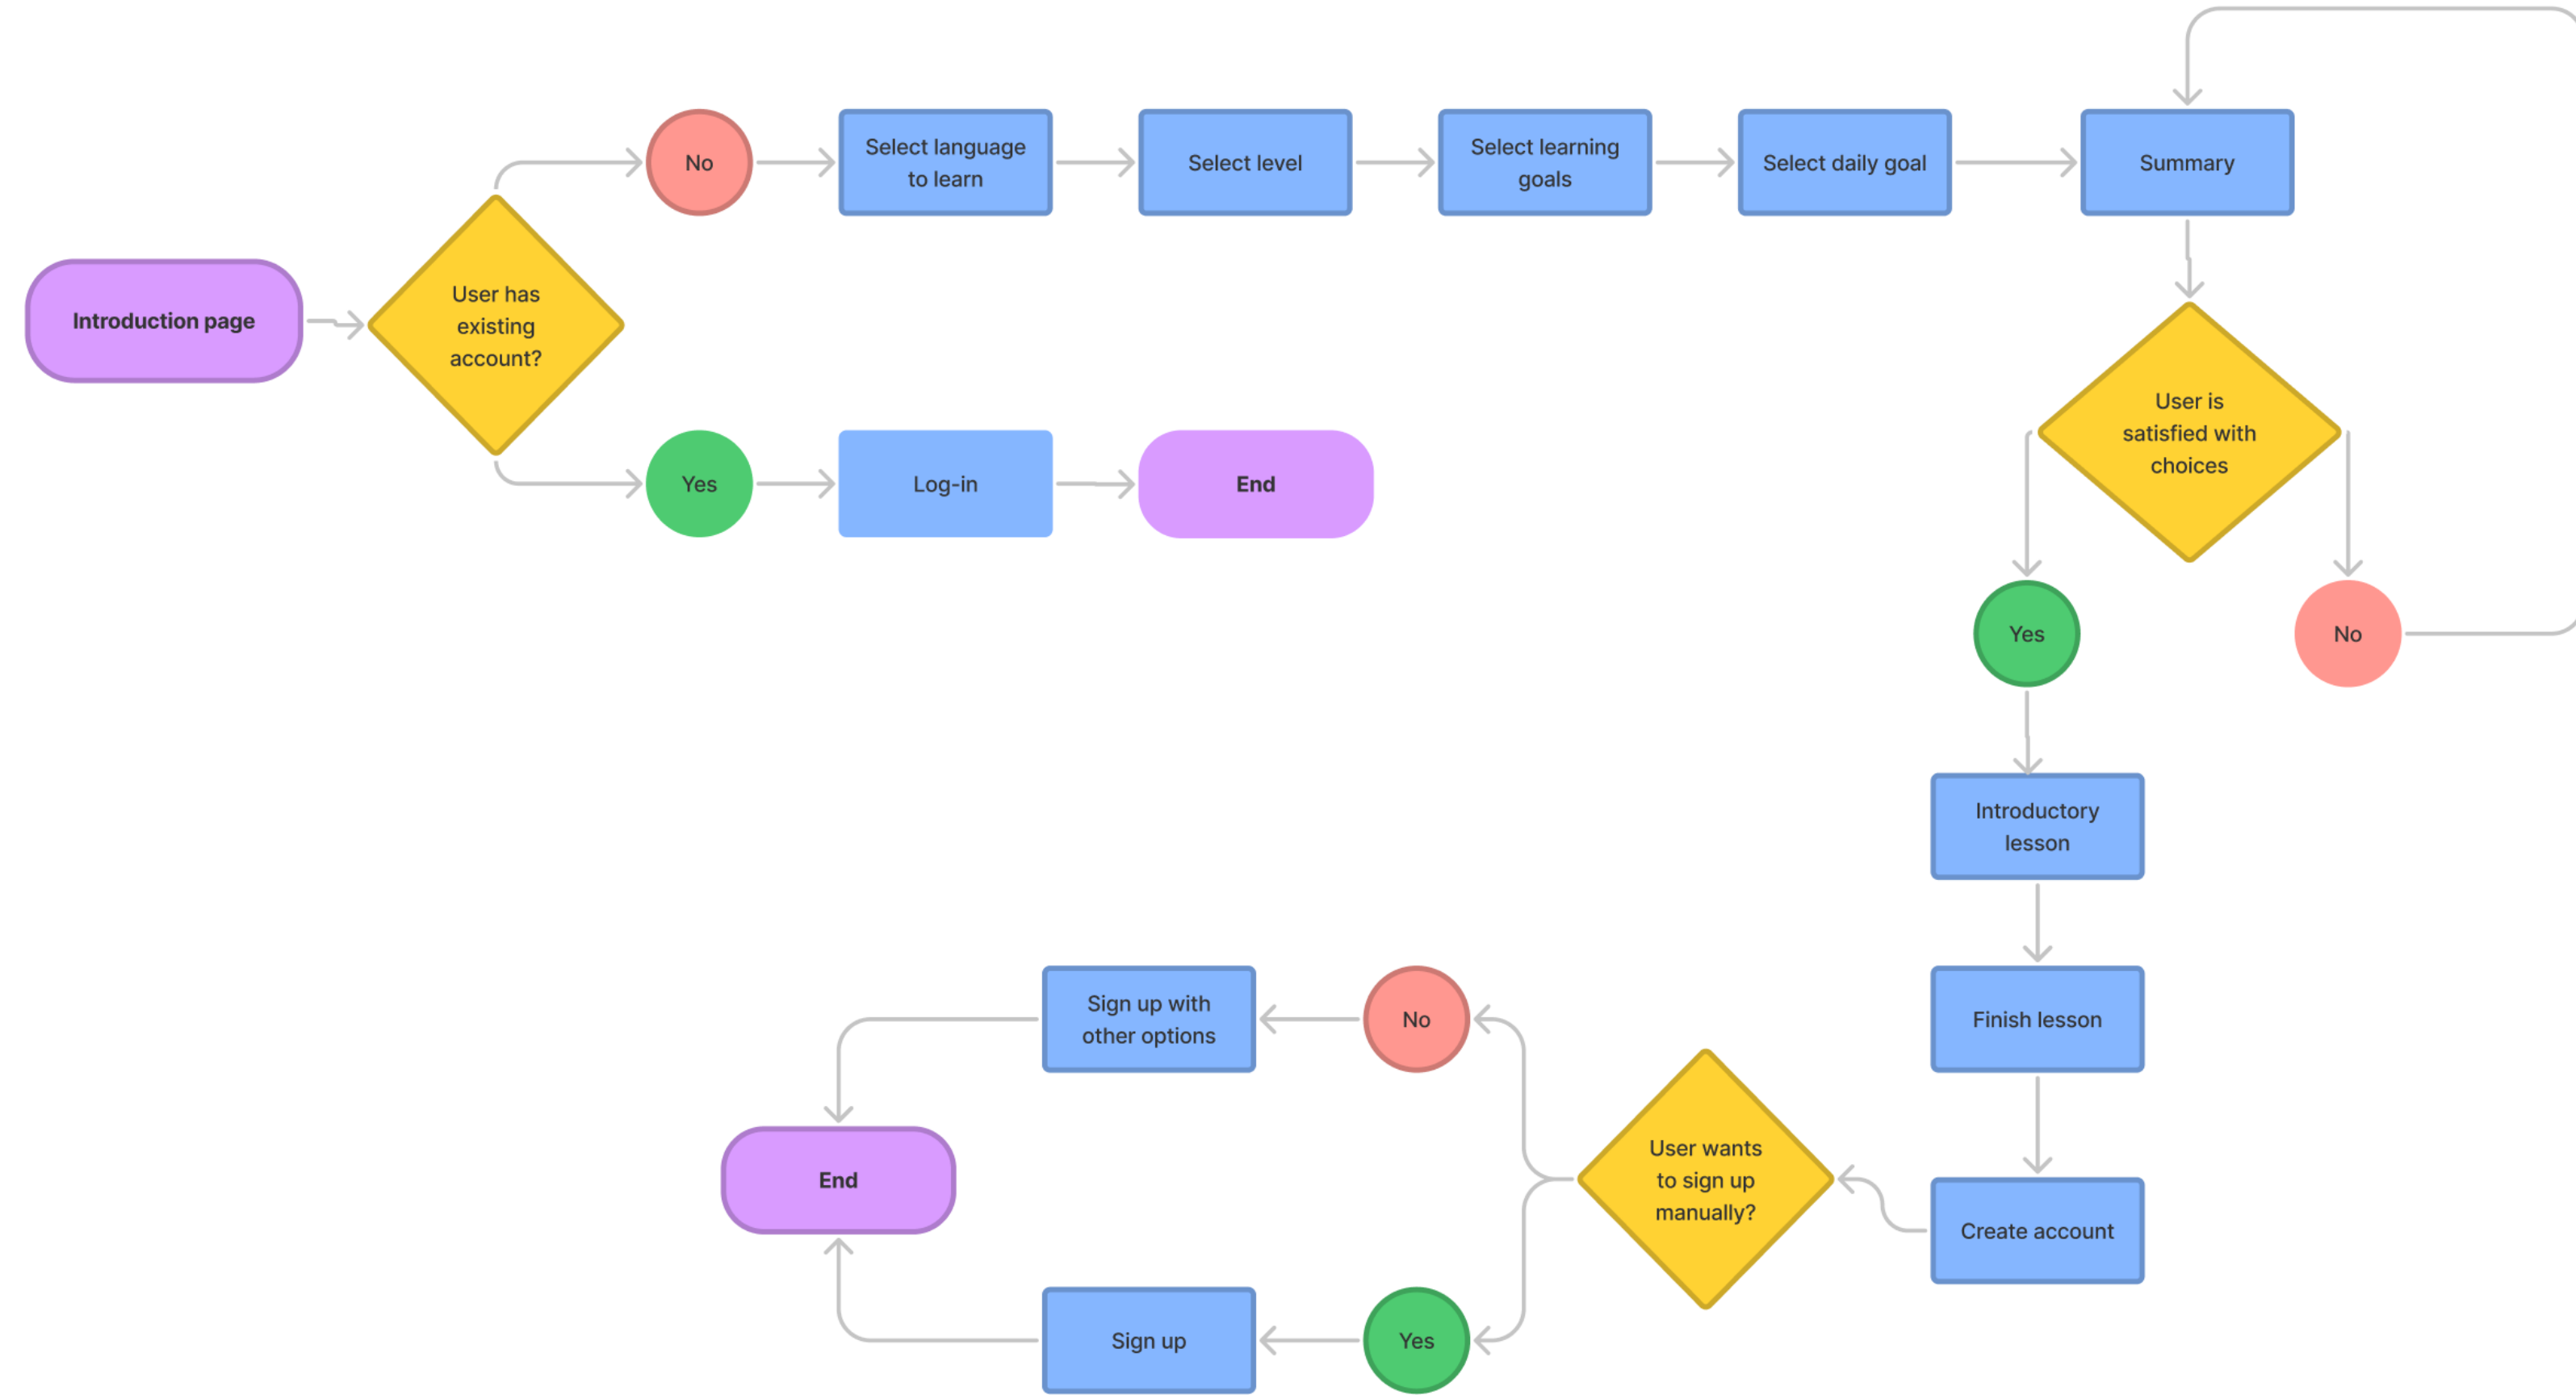 No
Select language
to learn
Select level
Select learning
goals
Select daily goal
Summary
Introduction page
User has
existing
account?
User is
satisfied with
choices
Yes
Log-in
End
Yes
No
Introductory
lesson
Sign up with
other options
No
Finish lesson
End
User wants
to sign up
manually?
Create account
Sign up
Yes